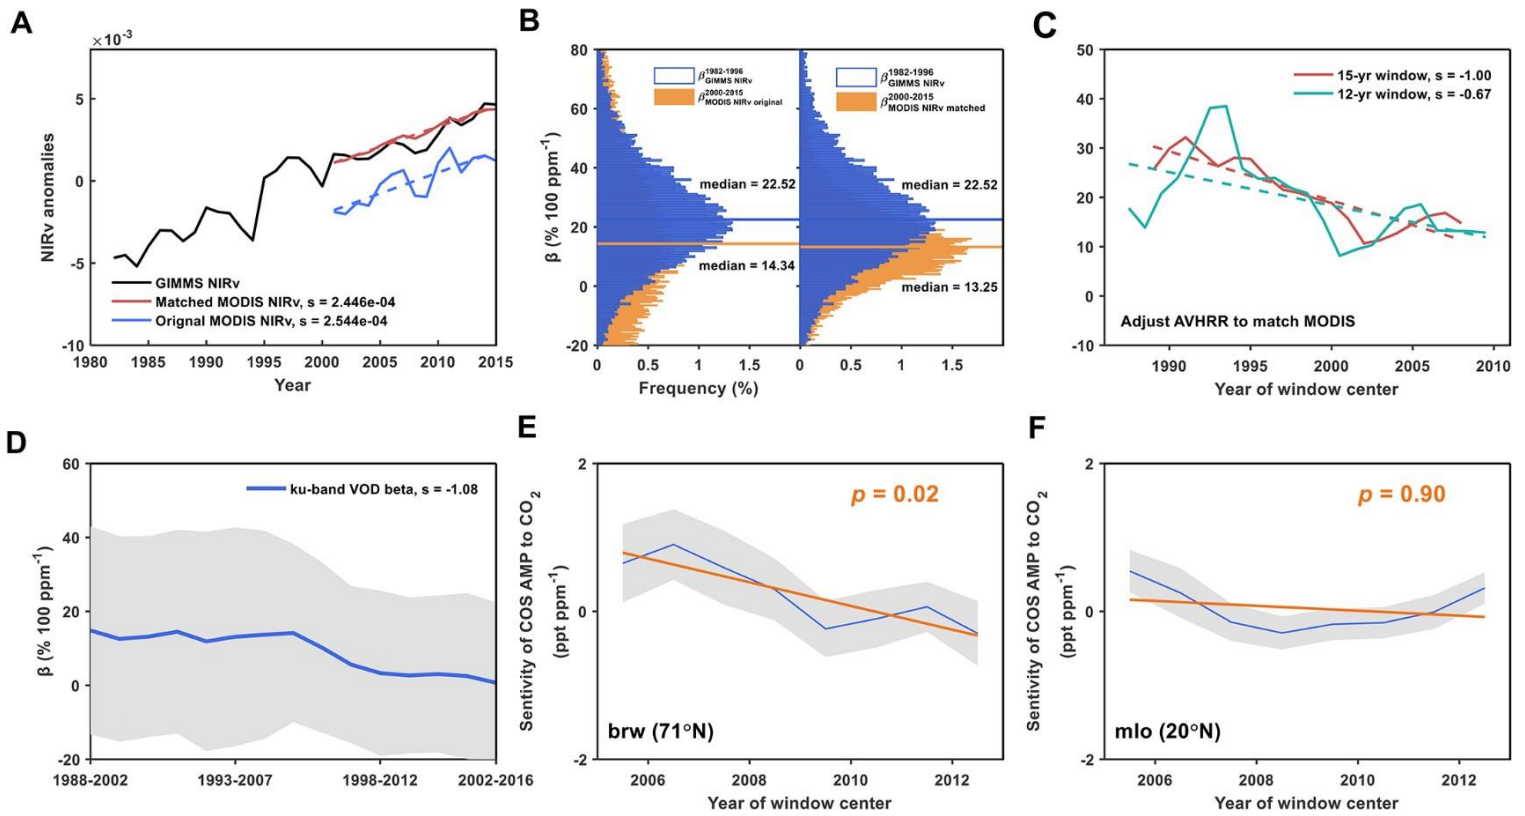 A
×10⁻³
5
0
-5
-10
NIRv anomalies
GIMMS NIRv
Matched MODIS NIRv, s = 2.446e-04
Orignal MODIS NIRv, s = 2.544e-04
1980 1985 1990 1995 2000 2005 2010 2015
Year
B
80
60
40
20
0
-20
β (% 100 ppm⁻¹)
β 1982-1996 GIMMS NIRv
β 2000-2015 MODIS NIRv original
median = 22.52
median = 14.34
β 1982-1996 GIMMS NIRv
β 2000-2015 MODIS NIRv matched
median = 22.52
median = 13.25
0 0.5 1 1.5 0 0.5 1 1.5
Frequency (%)
C
50
40
30
20
10
0
-10
15-yr window, s = -1.00
12-yr window, s = -0.67
Adjust AVHRR to match MODIS
1990 1995 2000 2005 2010
Year of window center
D
60
40
20
0
-20
β (% 100 ppm⁻¹)
ku-band VOD beta, s = -1.08
1988-2002 1993-2007 1998-2012 2002-2016
E
2
0
-2
Sentivity of COS AMP to CO₂
(ppt ppm⁻¹)
p = 0.02
brw (71°N)
2006 2008 2010 2012
Year of window center
F
2
0
-2
Sentivity of COS AMP to CO₂
(ppt ppm⁻¹)
p = 0.90
mlo (20°N)
2006 2008 2010 2012
Year of window center